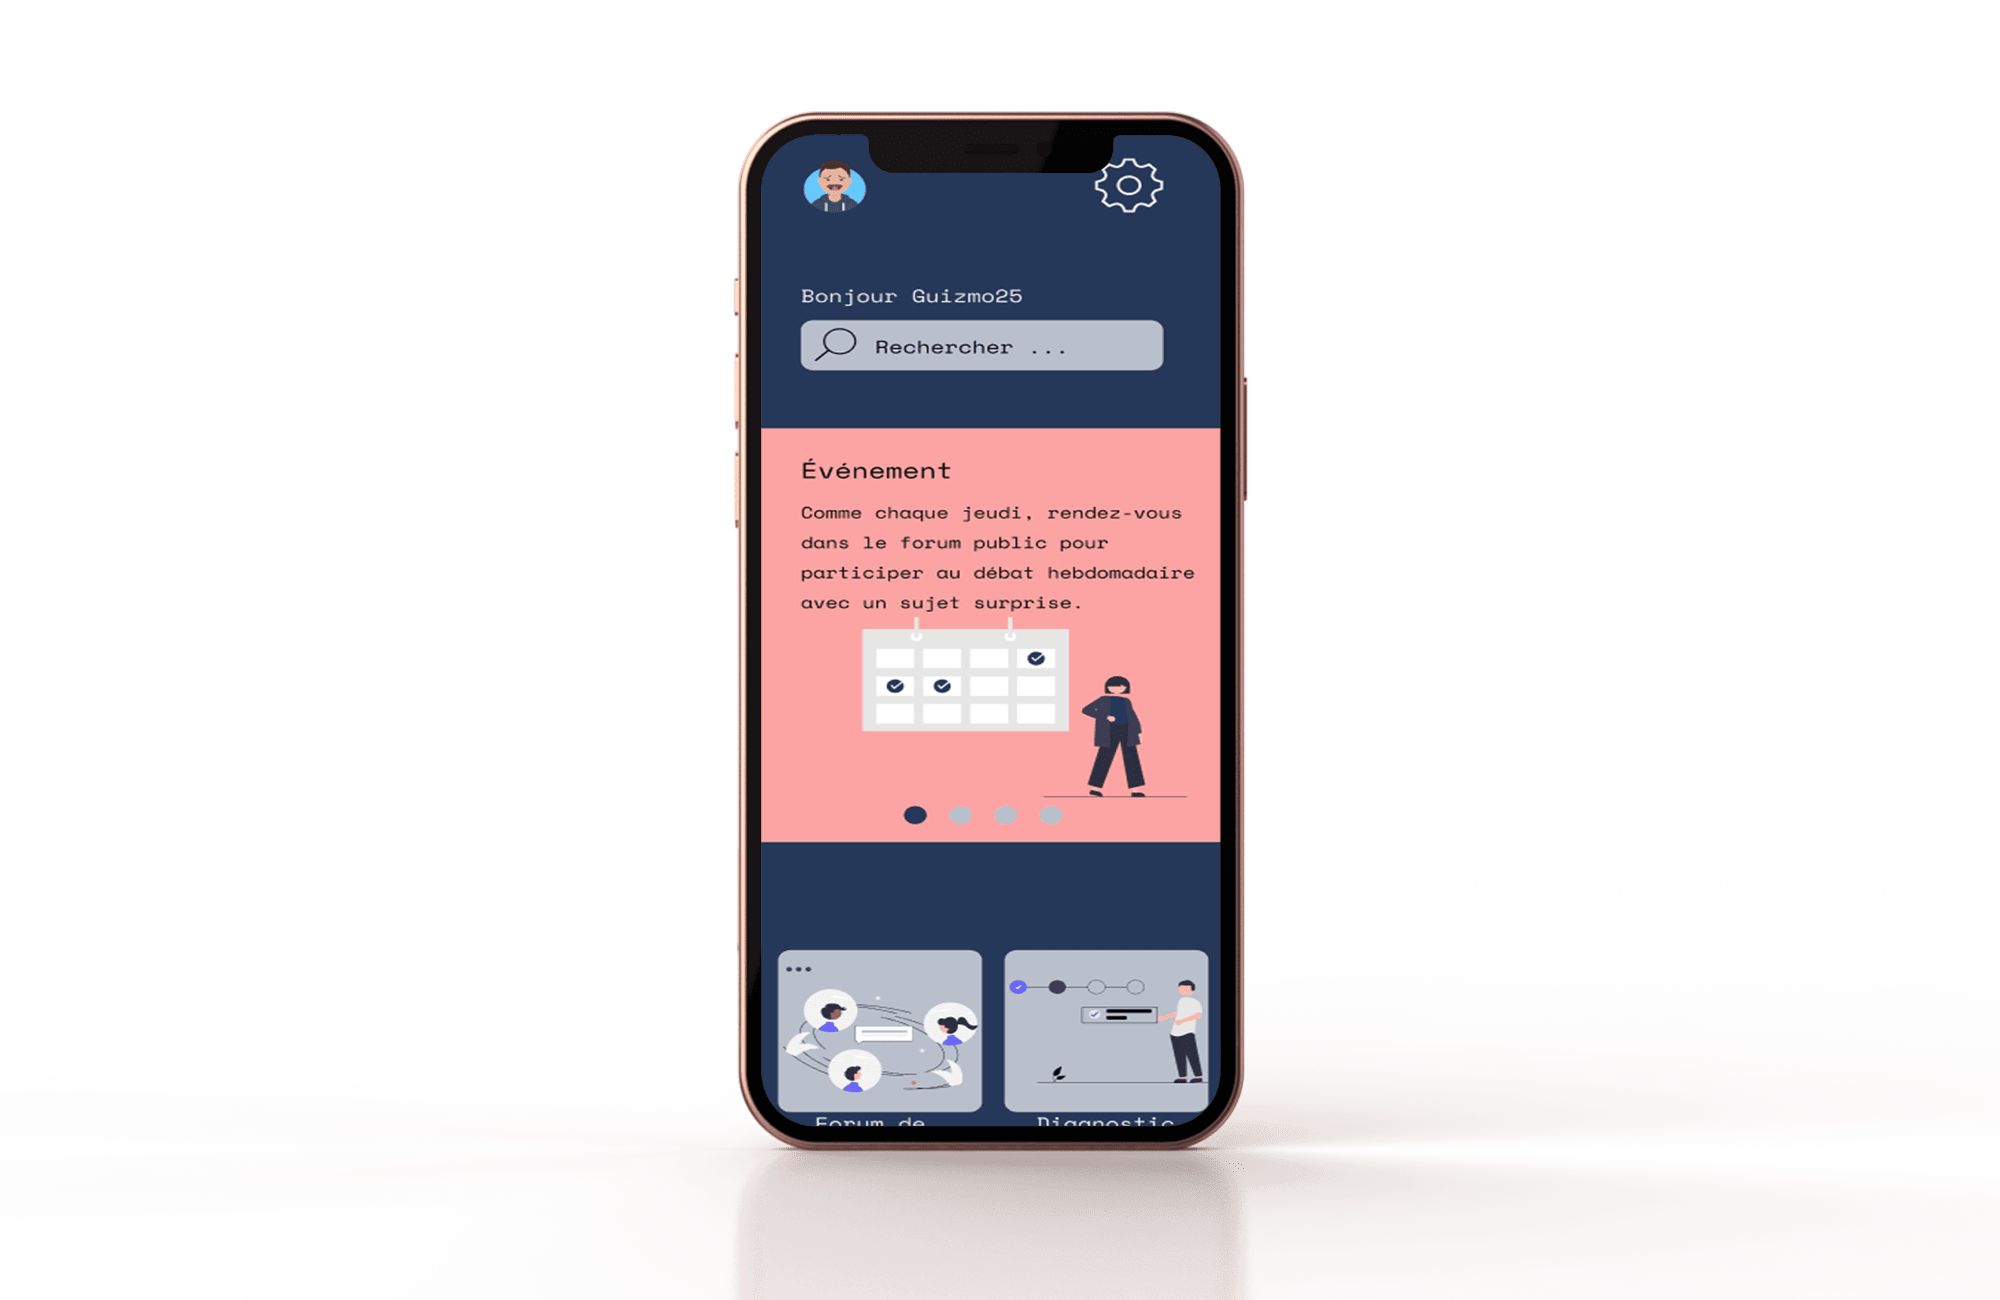 Bonjour Guizmo25
Rechercher ...
Événement
Comme chaque jeudi, rendez-vous
dans le forum public pour
participer au débat hebdomadaire
avec un sujet surprise.
Forum de
Diagnostic